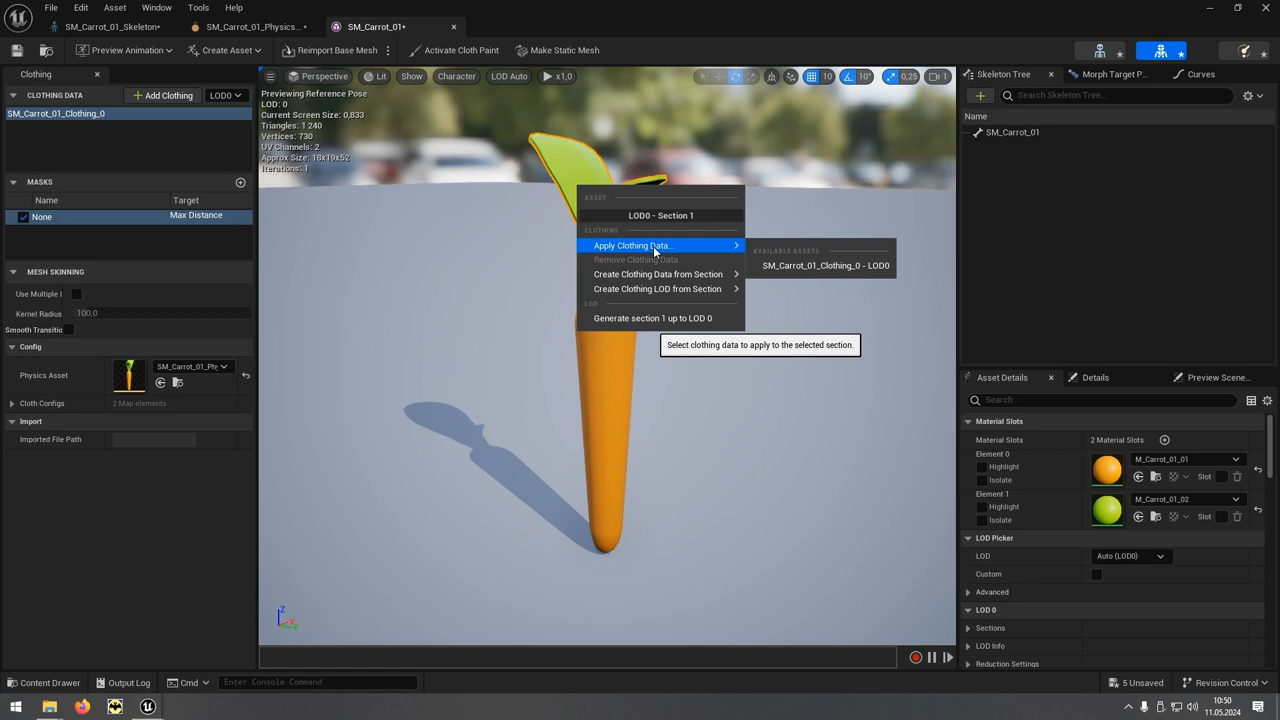 File Edit Asset Window Tools Help
SM_Carrot_01_Skeleton*
SM_Carrot_01_Physics...*
SM_Carrot_01*
Preview Animation
Create Asset
Reimport Base Mesh
Activate Cloth Paint
Make Static Mesh
Clothing
CLOTHING DATA
Add Clothing
LOD0
SM_Carrot_01_Clothing_0
MASKS
Name Target
None Max Distance
MESH SKINNING
Use Multiple I
Kernel Radius 100,0
Smooth Transitio
Config
Physics Asset SM_Carrot_01_Phy
Cloth Configs 2 Map elements
Import
Imported File Path
Perspective Lit Show Character LOD Auto x1,0
10 10° 0,25 1
Previewing Reference Pose
LOD: 0
Current Screen Size: 0,833
Triangles: 1 240
Vertices: 730
UV Channels: 2
Approx Size: 18x19x52
Iterations: 1
ASSET
LOD0 - Section 1
CLOTHING
Apply Clothing Data...
Remove Clothing Data
Create Clothing Data from Section
Create Clothing LOD from Section
LOD
Generate section 1 up to LOD 0
AVAILABLE ASSETS
SM_Carrot_01_Clothing_0 - LOD0
Select clothing data to apply to the selected section.
Z
X
Skeleton Tree
Morph Target P...
Curves
Search Skeleton Tree...
Name
SM_Carrot_01
Asset Details
Details
Preview Scene...
Search
Material Slots
Material Slots 2 Material Slots
Element 0
Highlight
Isolate
M_Carrot_01_01
Slot
Element 1
Highlight
Isolate
M_Carrot_01_02
Slot
LOD Picker
LOD Auto (LOD0)
Custom
Advanced
LOD 0
Sections
LOD Info
Reduction Settings
Content Drawer
Output Log
Cmd
Enter Console Command
5 Unsaved
Revision Control
10:50
11.05.2024